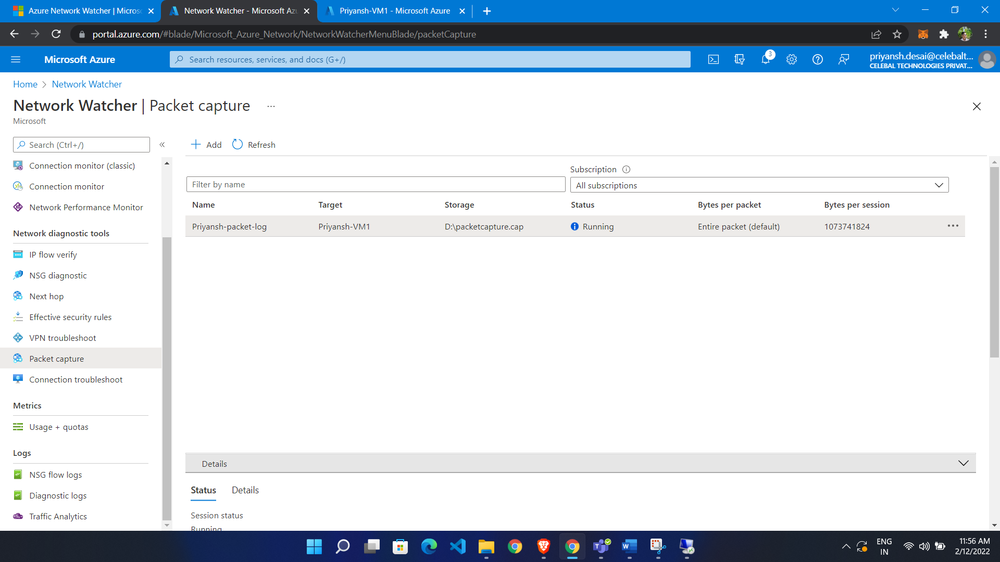 Azure Network Watcher | Micros
Network Watcher - Microsoft Az
Priyansh-VM1 - Microsoft Azure
portal.azure.com/#blade/Microsoft_Azure_Network/NetworkWatcherMenuBlade/packetCapture
Microsoft Azure
Search resources, services, and docs (G+/)
3
priyansh.desai@celebalt...
CELEBAL TECHNOLOGIES PRIVAT...
Home > Network Watcher
Network Watcher | Packet capture ...
Microsoft
Search (Ctrl+/)
«
Connection monitor (classic)
Connection monitor
Network Performance Monitor
Network diagnostic tools
IP flow verify
NSG diagnostic
Next hop
Effective security rules
VPN troubleshoot
Packet capture
Connection troubleshoot
Metrics
Usage + quotas
Logs
NSG flow logs
Diagnostic logs
Traffic Analytics
Add Refresh
Subscription
Filter by name
All subscriptions
Name Target Storage Status Bytes per packet Bytes per session
Priyansh-packet-log Priyansh-VM1 D:\packetcapture.cap Running Entire packet (default) 1073741824 ...
Details
Status Details
Session status
Running
ENG
IN
11:56 AM
2/12/2022